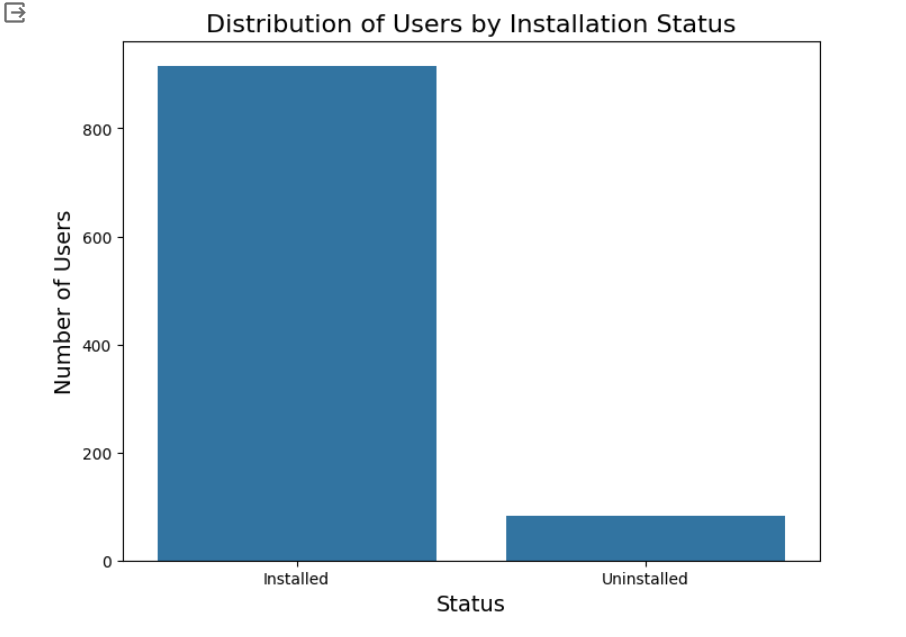 Distribution of Users by Installation Status
Number of Users
800
600
400
200
0
Installed Uninstalled
Status